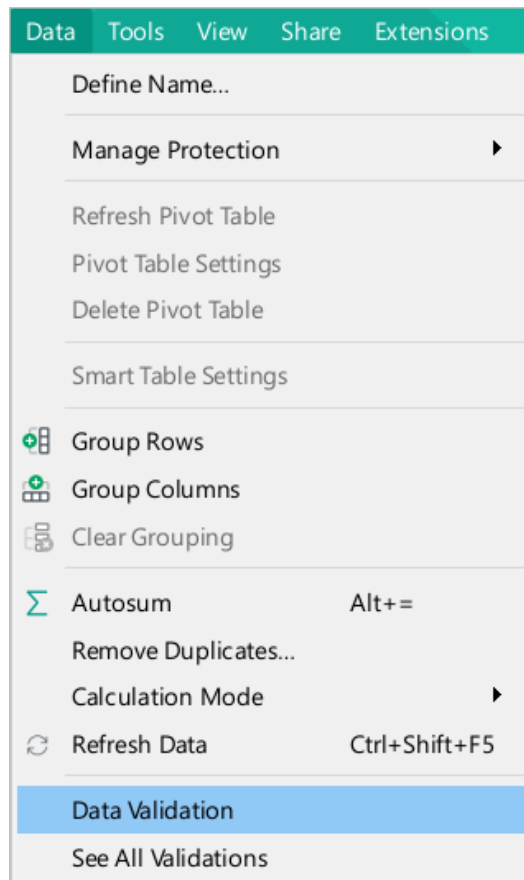 Data Tools View Share Extensions
Define Name...
Manage Protection
Refresh Pivot Table
Pivot Table Settings
Delete Pivot Table
Smart Table Settings
Group Rows
Group Columns
Clear Grouping
Autosum Alt+=
Remove Duplicates...
Calculation Mode
Refresh Data Ctrl+Shift+F5
Data Validation
See All Validations